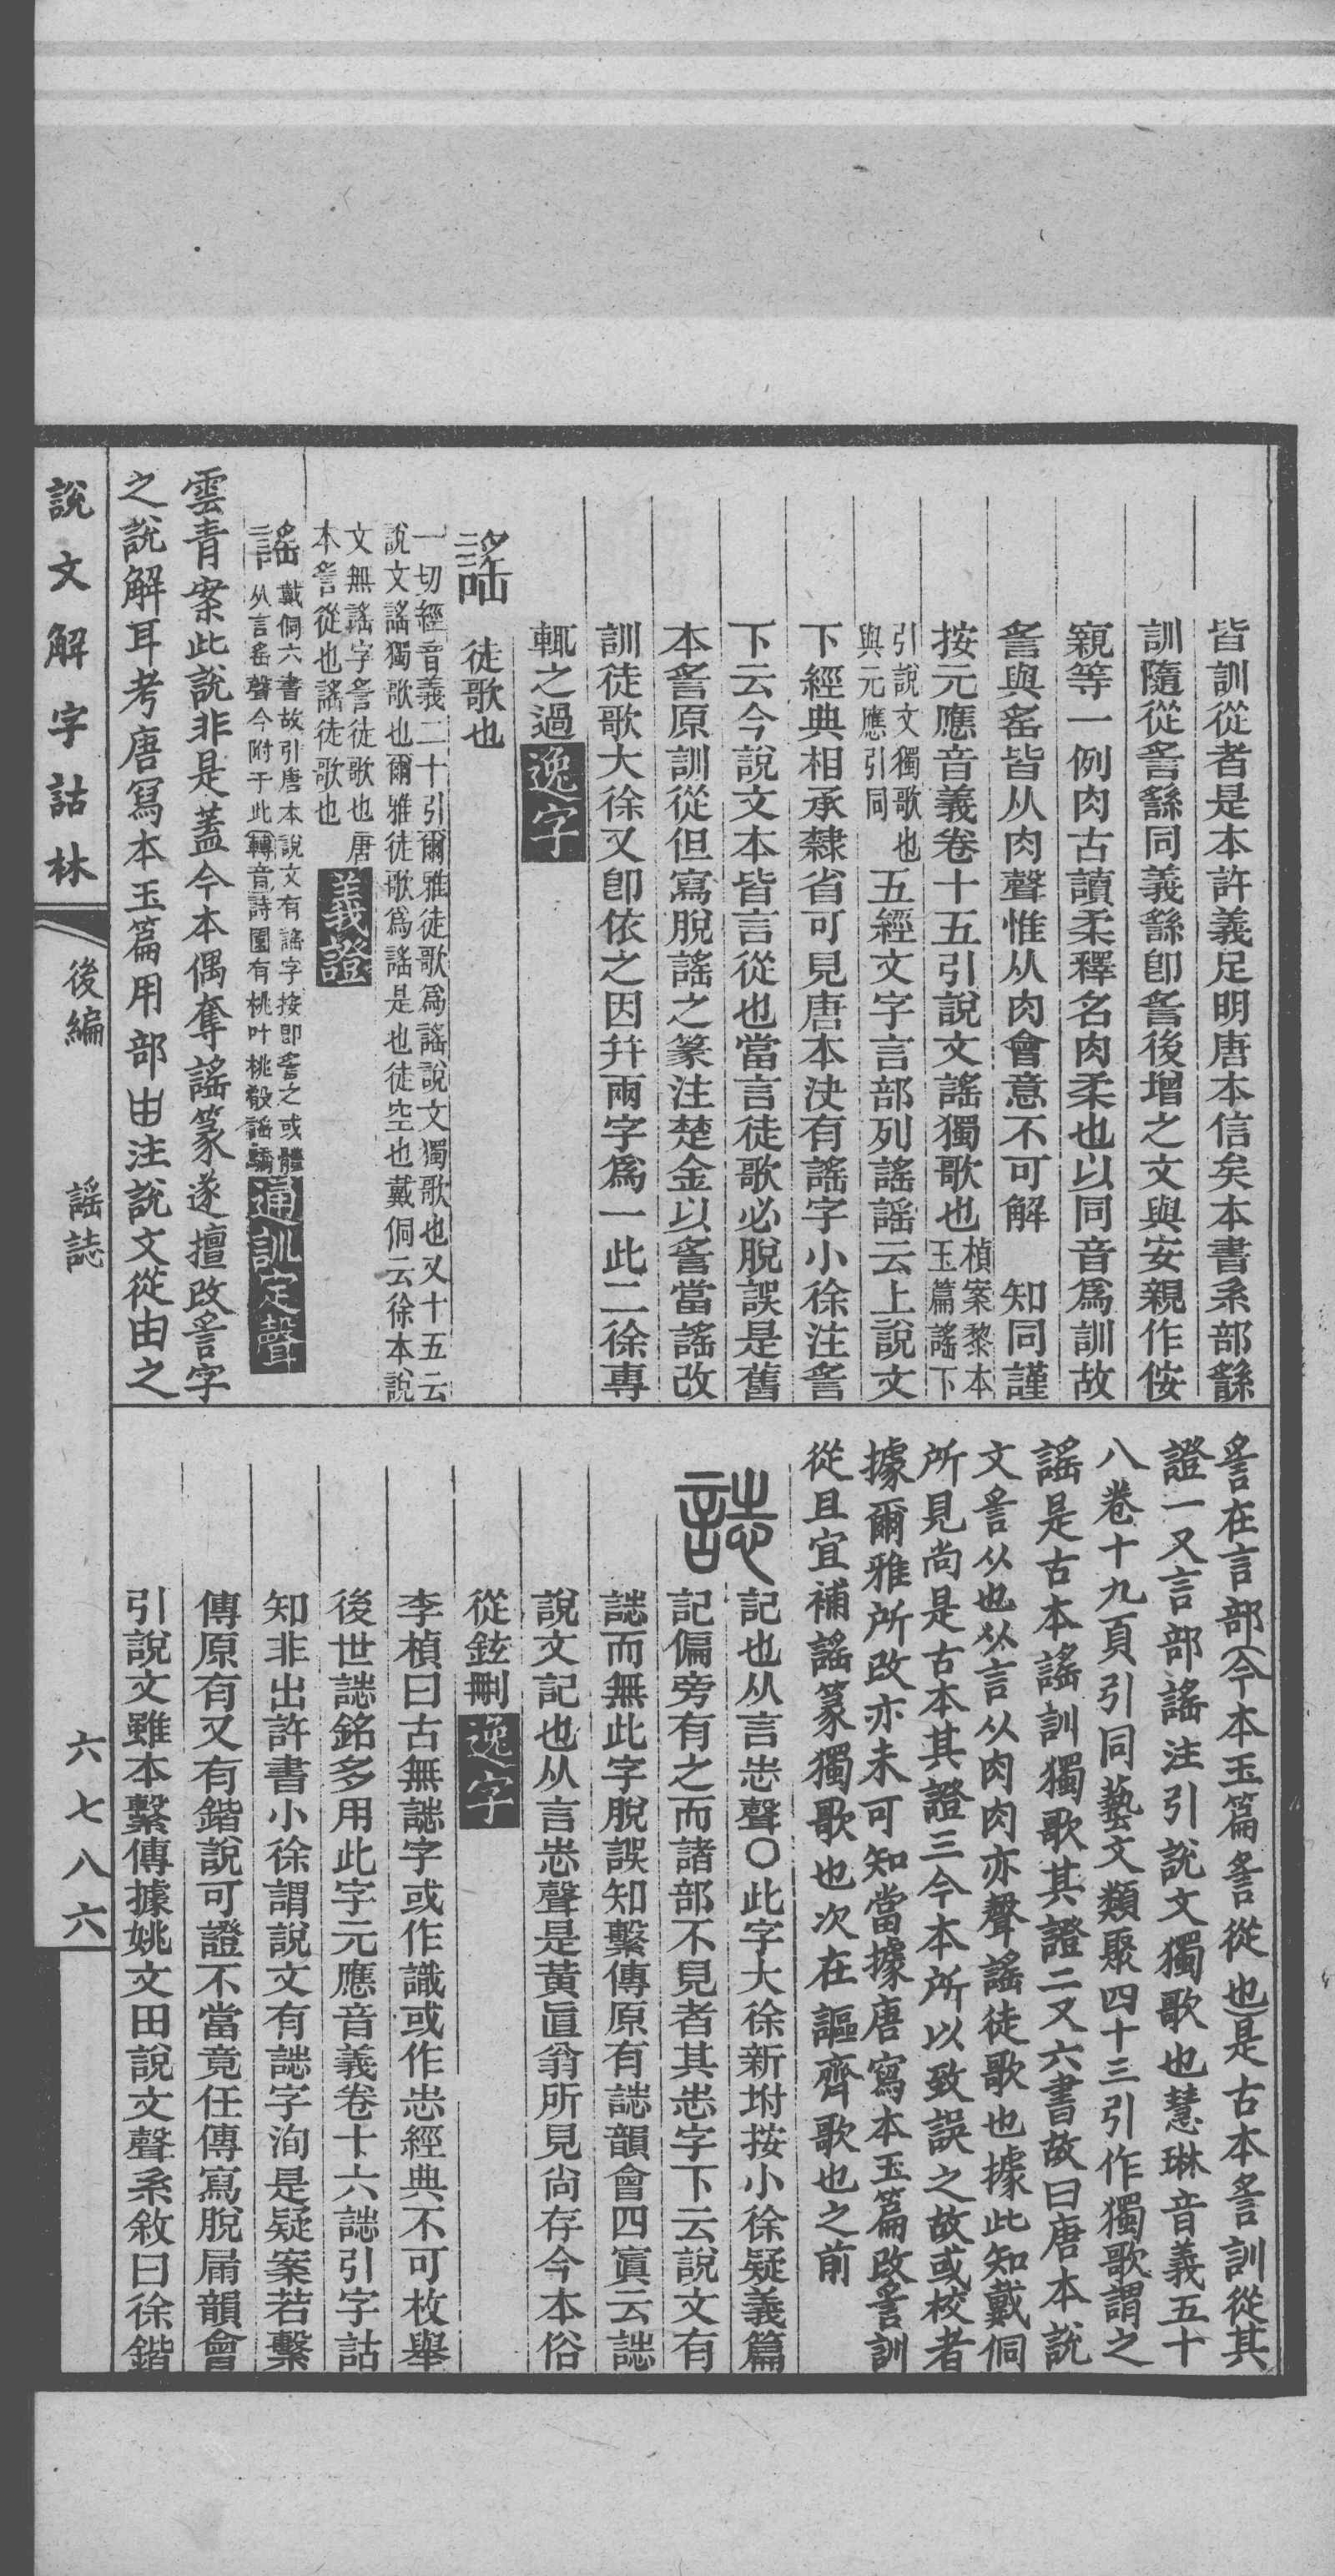 皆訓從者是本許義足明唐本信矣本書系部繇
訓隨從䚻繇同義繇卽䚻後增之文與安親作侒
窺等一例肉古讀柔釋名肉柔也以同音爲訓故
䚻與䍃皆从肉聲惟从肉會意不可解　知同謹
按元應音義卷十五引說文謠獨歌也楨案黎本玉篇謠下
引說文獨歌也與元應引同五經文字言部列謡謠云上說文
下經典相承隸省可見唐本決有謠字小徐注䚻
下云今說文本皆言從也當言徒歌必脫誤是舊
本䚻原訓從但寫脫謠之篆注楚金以䚻當謠改
訓徒歌大徐又卽依之因幷兩字爲一此二徐專
輒之過逸字
謠　徒歌也
一切經音義二十引爾雅徒歌爲謠說文獨歌也又十五云
說文謠獨歌也爾雅徒歌爲謠是也徒空也戴侗云徐本說
文無謠字䚻徒歌也唐
本䚻從也謠徒歌也義證
謠　戴侗六書故引唐本說文有謠字按卽䚻之或體
从言䍃聲今附于此轉音詩園有桃叶桃殽謠驕通訓定聲
雲青案此說非是蓋今本偶奪謠篆遂擅改䚻字
之說解耳考唐寫本玉篇用部㽕注說文從由之
䚻在言部(今本玉篇䚻從也)是古本䚻訓從其
證一又言部謠注引說文獨歌也慧琳音義五十
八卷十九頁引同藝文類聚四十三引作獨歌謂之
謠是古本謠訓獨歌其證二又六書故曰唐本說
文䚻从也从言从肉肉亦聲謠徒歌也據此知戴侗
所見尚是古本其證三今本所以致誤之故或校者
據爾雅所改亦未可知當據唐寫本玉篇改䚻訓
從且宜補謠篆獨歌也次在謳齊歌也之前
誌　記也从言志聲〇此字大徐新坿按小徐疑義篇
記偏旁有之而諸部不見者其志字下云說文有
誌而無此字脫誤知繫傳原有誌韻會四寘云誌
說文記也从言志聲是黃直翁所見尙存今本俗
從鉉刪逸字
李楨曰古無誌字或作識或作志經典不可枚舉
後世誌銘多用此字元應音義卷十六誌引字詁
知非出許書小徐謂說文有誌字洵是疑案若繫
傳原有又有鍇說可證不當竟任傳寫脫屚韻會
引說文雖本繫傳據姚文田說文聲系敘曰徐鍇
說文解字詁林
後編
謠誌
六七八六